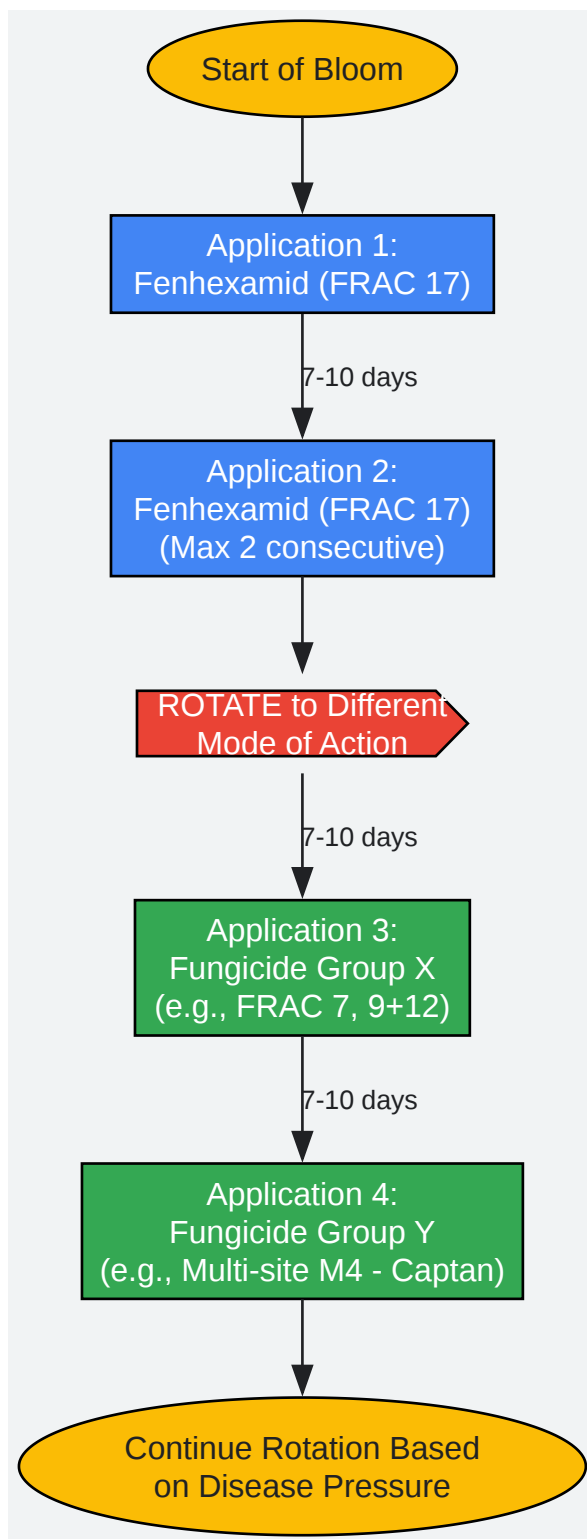 Start of Bloom
Application 1:
Fenhexamid (FRAC 17)
7-10 days
Application 2:
Fenhexamid (FRAC 17)
(Max 2 consecutive)
ROTATE to Different
Mode of Action
7-10 days
Application 3:
Fungicide Group X
(e.g., FRAC 7, 9+12)
7-10 days
Application 4:
Fungicide Group Y
(e.g., Multi-site M4 - Captan)
Continue Rotation Based
on Disease Pressure